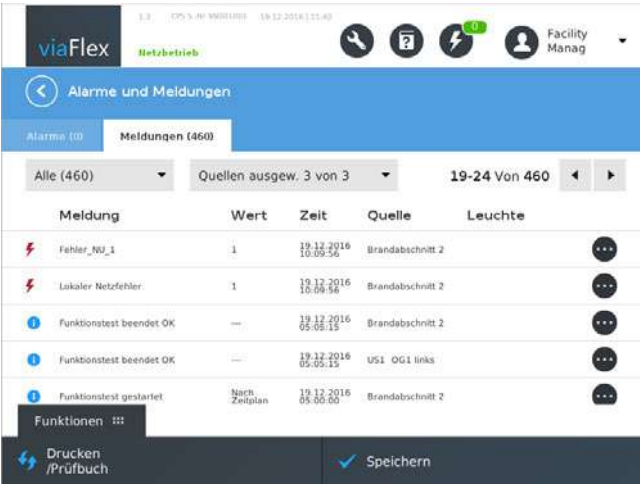 viaFlex
Netzbetrieb
0
Facility
Manag
Alarme und Meldungen
Alarme (0)
Meldungen (460)
Alle (460)
Quellen ausgew. 3 von 3
19-24 Von 460
Meldung Wert Zeit Quelle Leuchte
Fehler_NU_1 1 19.12.2016 10:09:56 Brandabschnitt 2
Lokaler Netzfehler 1 19.12.2016 10:09:56 Brandabschnitt 2
Funktionstest beendet OK --- 19.12.2016 Brandabschnitt 2
Funktionstest beendet OK --- 19.12.2016 05:05:15 US1 OG1 links
Funktionstest gestartet Nach Zeitplan 19.12.2016 05:00:00 Brandabschnitt 2
Funktionen
Drucken
/Prüfbuch
Speichern